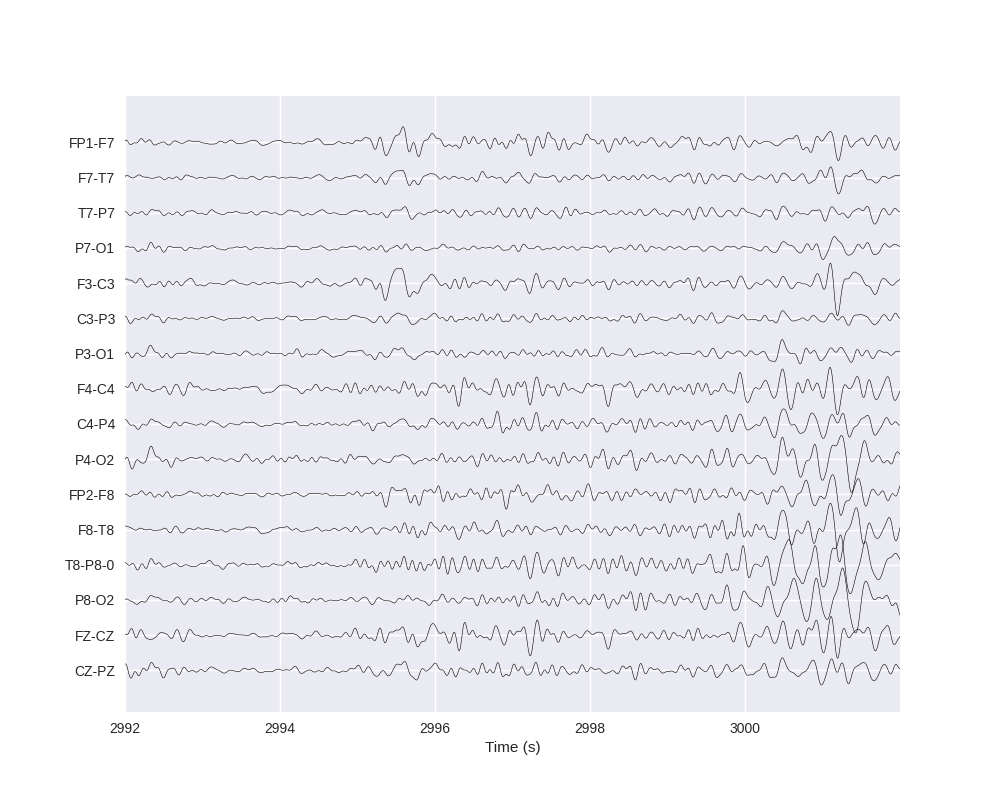 FP1-F7
F7-T7
T7-P7
P7-O1
F3-C3
C3-P3
P3-O1
F4-C4
C4-P4
P4-O2
FP2-F8
F8-T8
T8-P8-0
P8-O2
FZ-CZ
CZ-PZ
2992 2994 2996 2998 3000
Time (s)